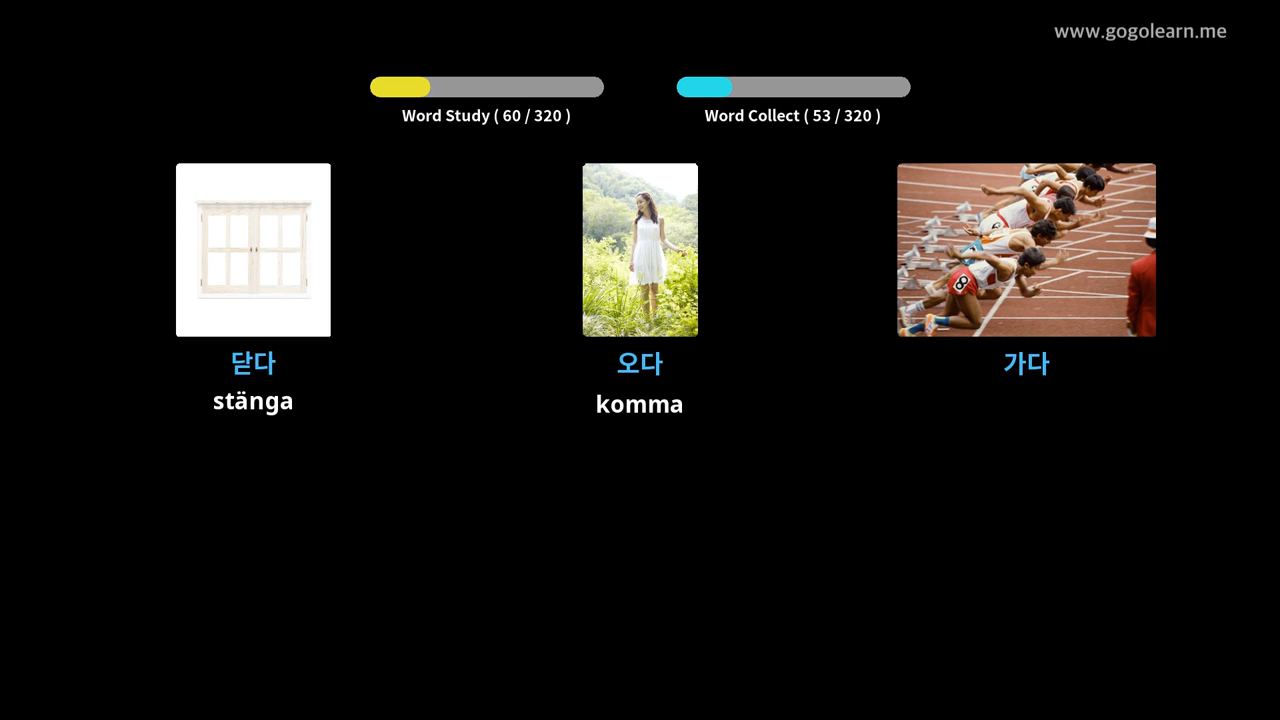 www.gogolearn.me
Word Study ( 60 / 320 )
Word Collect ( 53 / 320 )
닫다
오다
가다
stänga
komma
8